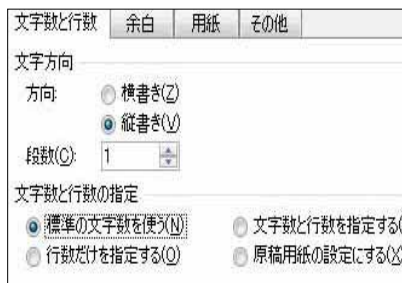 文字数と行数 余白 用紙 その他
文字方向
方向: 横書き(Z)
縦書き(V)
段数(C): 1
文字数と行数の指定
標準の文字数を使う(N) 文字数と行数を指定する(
行数だけを指定する(O) 原稿用紙の設定にする(X)